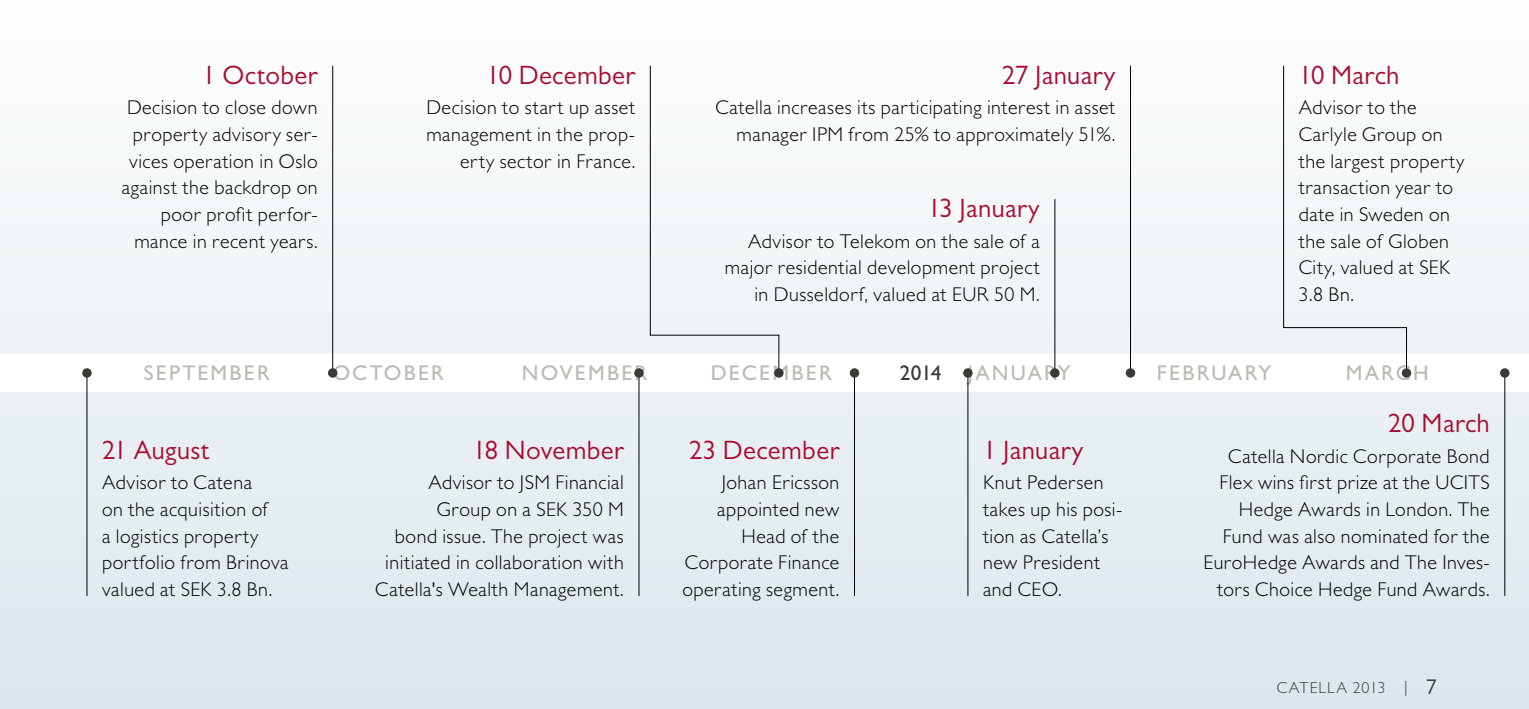 1 October
Decision to close down
property advisory ser-
vices operation in Oslo
against the backdrop on
poor profit perfor-
mance in recent years.
10 December
Decision to start up asset
management in the prop-
erty sector in France.
27 January
Catella increases its participating interest in asset
manager IPM from 25% to approximately 51%.
13 January
Advisor to Telekom on the sale of a
major residential development project
in Dusseldorf, valued at EUR 50 M.
10 March
Advisor to the
Carlyle Group on
the largest property
transaction year to
date in Sweden on
the sale of Globen
City, valued at SEK
3.8 Bn.
SEPTEMBER OCTOBER NOVEMBER DECEMBER 2014 JANUARY FEBRUARY MARCH
21 August
Advisor to Catena
on the acquisition of
a logistics property
portfolio from Brinova
valued at SEK 3.8 Bn.
18 November
Advisor to JSM Financial
Group on a SEK 350 M
bond issue. The project was
initiated in collaboration with
Catella's Wealth Management.
23 December
Johan Ericsson
appointed new
Head of the
Corporate Finance
operating segment.
1 January
Knut Pedersen
takes up his posi-
tion as Catella’s
new President
and CEO.
20 March
Catella Nordic Corporate Bond
Flex wins first prize at the UCITS
Hedge Awards in London. The
Fund was also nominated for the
EuroHedge Awards and The Inves-
tors Choice Hedge Fund Awards.
CATELLA 2013 | 7